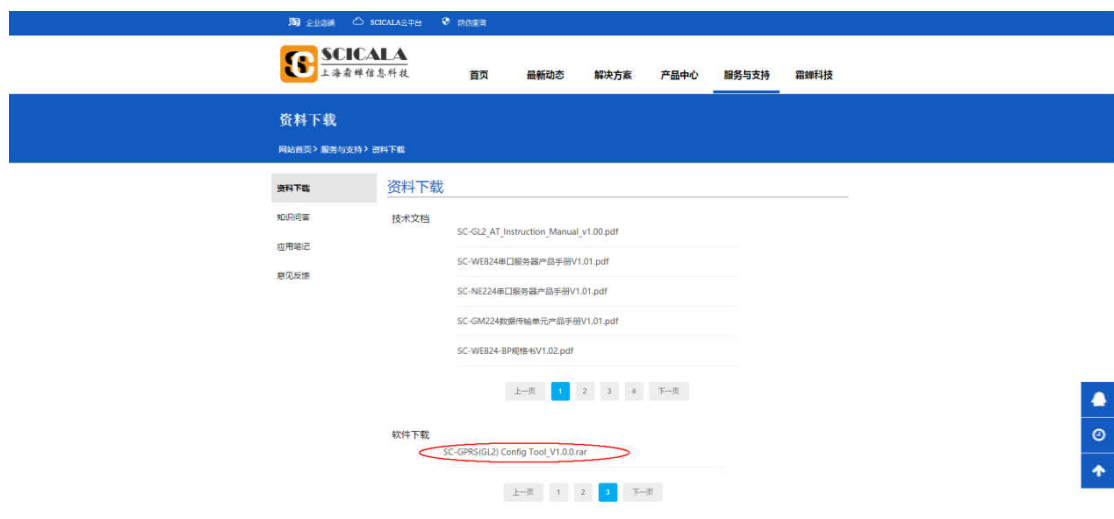 淘 企业店铺 SCICALA云平台 防伪查询
SCICALA
上海霜蝉信息科技
首页 最新动态 解决方案 产品中心 服务与支持 霜蝉科技
资料下载
网站首页> 服务与支持> 资料下载
资料下载
知识问答
应用笔记
意见反馈
资料下载
技术文档
SC-GL2_AT_Instruction_Manual_v1.00.pdf
SC-WE824串口服务器产品手册V1.01.pdf
SC-NE224串口服务器产品手册V1.01.pdf
SC-GM224数据传输单元产品手册V1.01.pdf
SC-WE824-BP规格书V1.02.pdf
上一页 1 2 3 4 下一页
软件下载
SC-GPRS(GL2) Config Tool_V1.0.0.rar
上一页 1 2 3 下一页